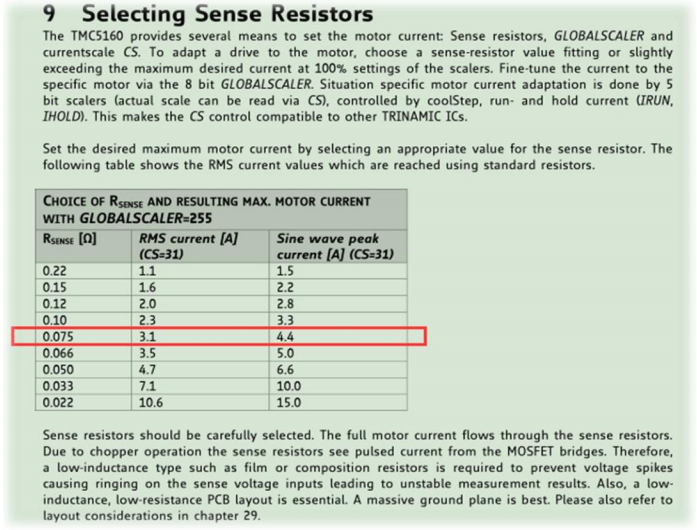 9 Selecting Sense Resistors
The TMC5160 provides several means to set the motor current: Sense resistors, GLOBALSCALER and
currentscale CS. To adapt a drive to the motor, choose a sense-resistor value fitting or slightly
exceeding the maximum desired current at 100% settings of the scalers. Fine-tune the current to the
specific motor via the 8 bit GLOBALSCALER. Situation specific motor current adaptation is done by 5
bit scalers (actual scale can be read via CS), controlled by coolStep, run- and hold current (IRUN,
IHOLD). This makes the CS control compatible to other TRINAMIC ICs.
Set the desired maximum motor current by selecting an appropriate value for the sense resistor. The
following table shows the RMS current values which are reached using standard resistors.
CHOICE OF RSENSE AND RESULTING MAX. MOTOR CURRENT
WITH GLOBALSCALER=255
RSENSE [Ω] RMS current [A] Sine wave peak
(CS=31) current [A] (CS=31)
0.22 1.1 1.5
0.15 1.6 2.2
0.12 2.0 2.8
0.10 2.3 3.3
0.075 3.1 4.4
0.066 3.5 5.0
0.050 4.7 6.6
0.033 7.1 10.0
0.022 10.6 15.0
Sense resistors should be carefully selected. The full motor current flows through the sense resistors.
Due to chopper operation the sense resistors see pulsed current from the MOSFET bridges. Therefore,
a low-inductance type such as film or composition resistors is required to prevent voltage spikes
causing ringing on the sense voltage inputs leading to unstable measurement results. Also, a low-
inductance, low-resistance PCB layout is essential. A massive ground plane is best. Please also refer to
layout considerations in chapter 29.